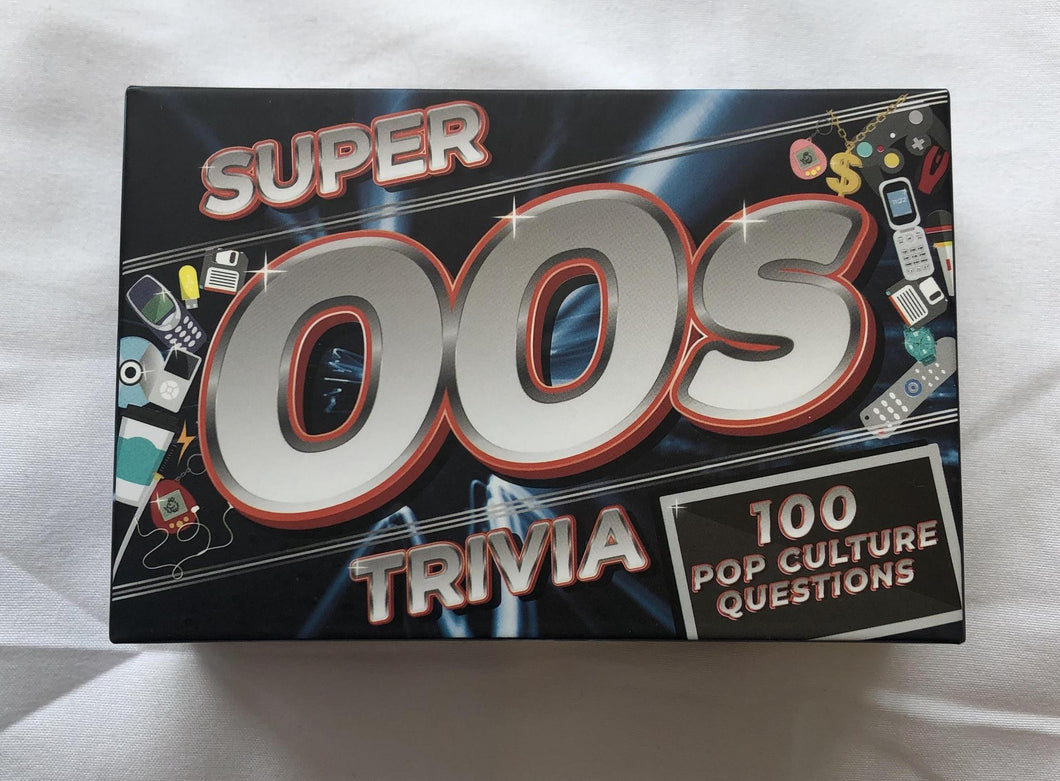 SUPER
00s
TRIVIA
100
POP CULTURE
QUESTIONS